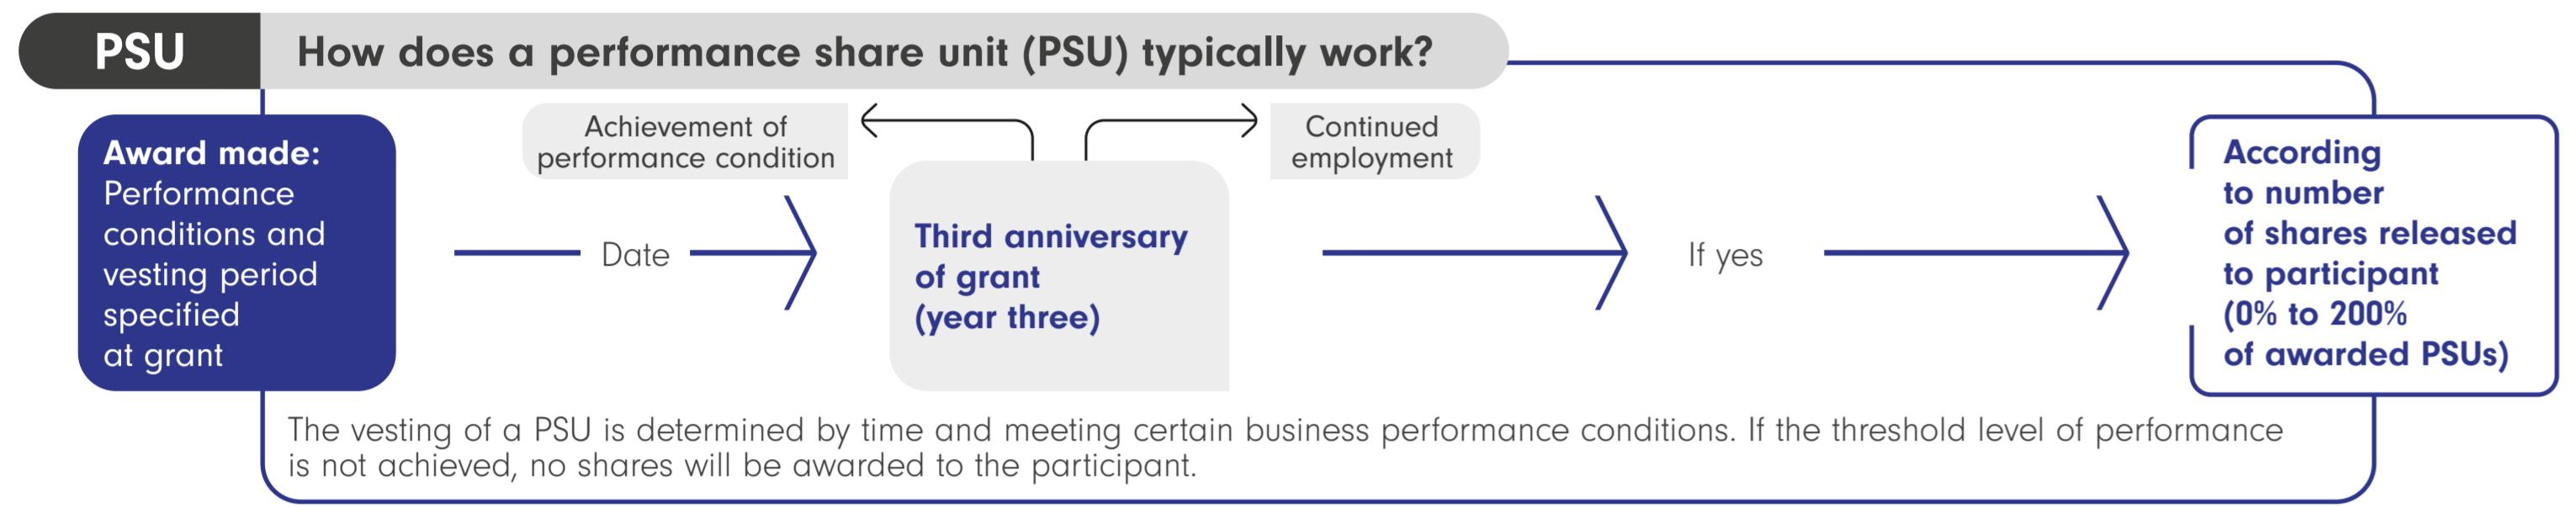 PSU
How does a performance share unit (PSU) typically work?
Award made:
Performance
conditions and
vesting period
specified
at grant
Date
Achievement of
performance condition
Continued
employment
Third anniversary
of grant
(year three)
If yes
According
to number
of shares released
to participant
(0% to 200%
of awarded PSUs)
The vesting of a PSU is determined by time and meeting certain business performance conditions. If the threshold level of performance
is not achieved, no shares will be awarded to the participant.